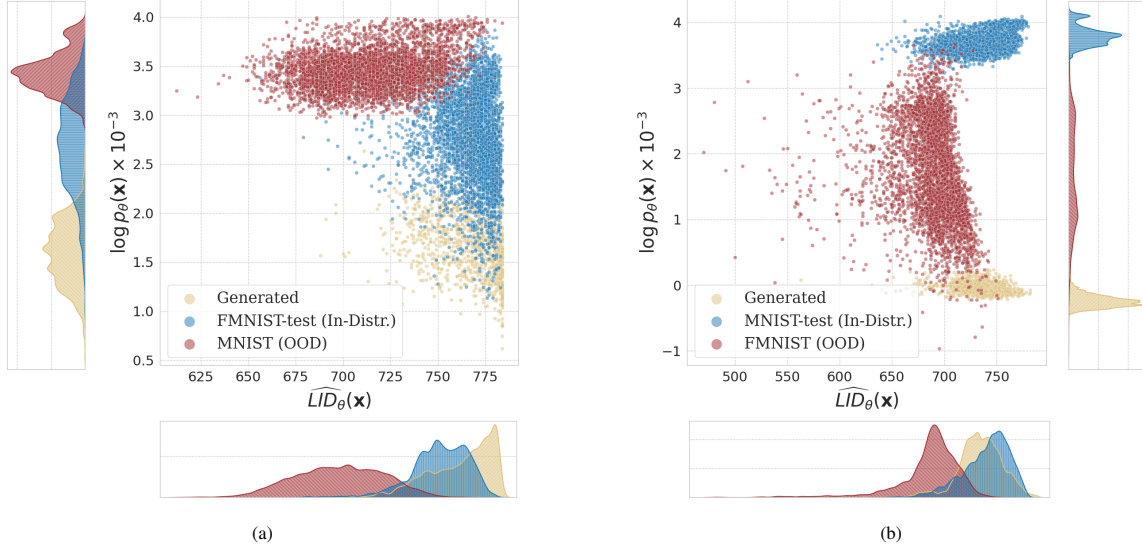 4.0
3.5
3.0
2.5
2.0
1.5
1.0
0.5
log pθ(𝐱) × 10⁻³
Generated
FMNIST-test (In-Distr.)
MNIST (OOD)
625 650 675 700 725 750 775
L͡I͡Dθ(𝐱)
(a)
4
3
2
1
0
−1
log pθ(𝐱) × 10⁻³
Generated
MNIST-test (In-Distr.)
FMNIST (OOD)
500 550 600 650 700 750
L͡I͡Dθ(𝐱)
(b)